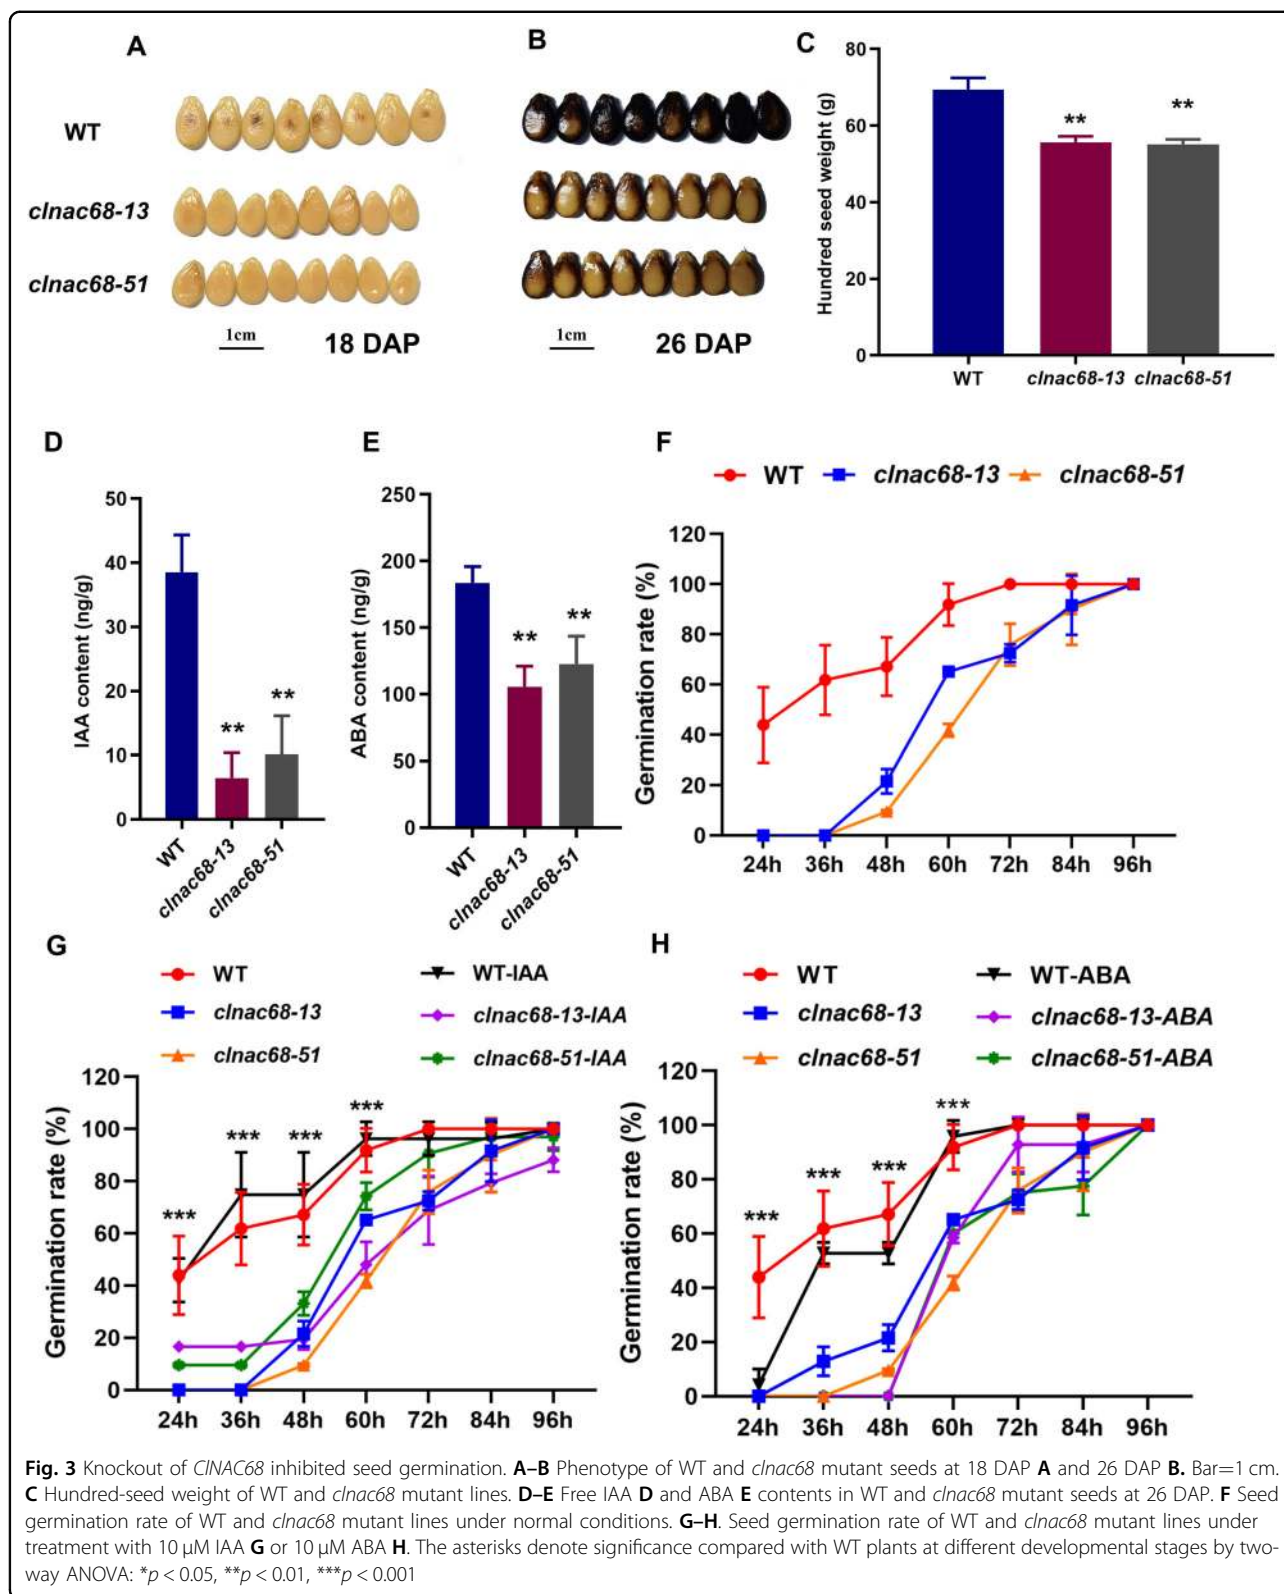 A
B
C
WT
clnac68-13
clnac68-51
1cm
18 DAP
1cm
26 DAP
Hundred seed weight (g)
80
60
40
20
0
**
**
WT
clnac68-13
clnac68-51
D
E
F
IAA content (ng/g)
50
40
30
20
10
0
**
**
WT
clnac68-13
clnac68-51
ABA content (ng/g)
250
200
150
100
50
0
**
**
WT
clnac68-13
clnac68-51
WT
clnac68-13
clnac68-51
Germination rate (%)
120
100
80
60
40
20
0
24h
36h
48h
60h
72h
84h
96h
G
WT
WT-IAA
clnac68-13
clnac68-13-IAA
clnac68-51
clnac68-51-IAA
Germination rate (%)
120
100
80
60
40
20
0
***
***
***
***
24h
36h
48h
60h
72h
84h
96h
H
WT
WT-ABA
clnac68-13
clnac68-13-ABA
clnac68-51
clnac68-51-ABA
Germination rate (%)
120
100
80
60
40
20
0
***
***
***
***
24h
36h
48h
60h
72h
84h
96h
Fig. 3 Knockout of ClNAC68 inhibited seed germination. A–B Phenotype of WT and clnac68 mutant seeds at 18 DAP A and 26 DAP B. Bar=1 cm.
C Hundred-seed weight of WT and clnac68 mutant lines. D–E Free IAA D and ABA E contents in WT and clnac68 mutant seeds at 26 DAP. F Seed
germination rate of WT and clnac68 mutant lines under normal conditions. G–H. Seed germination rate of WT and clnac68 mutant lines under
treatment with 10 µM IAA G or 10 µM ABA H. The asterisks denote significance compared with WT plants at different developmental stages by two-
way ANOVA: *p < 0.05, **p < 0.01, ***p < 0.001